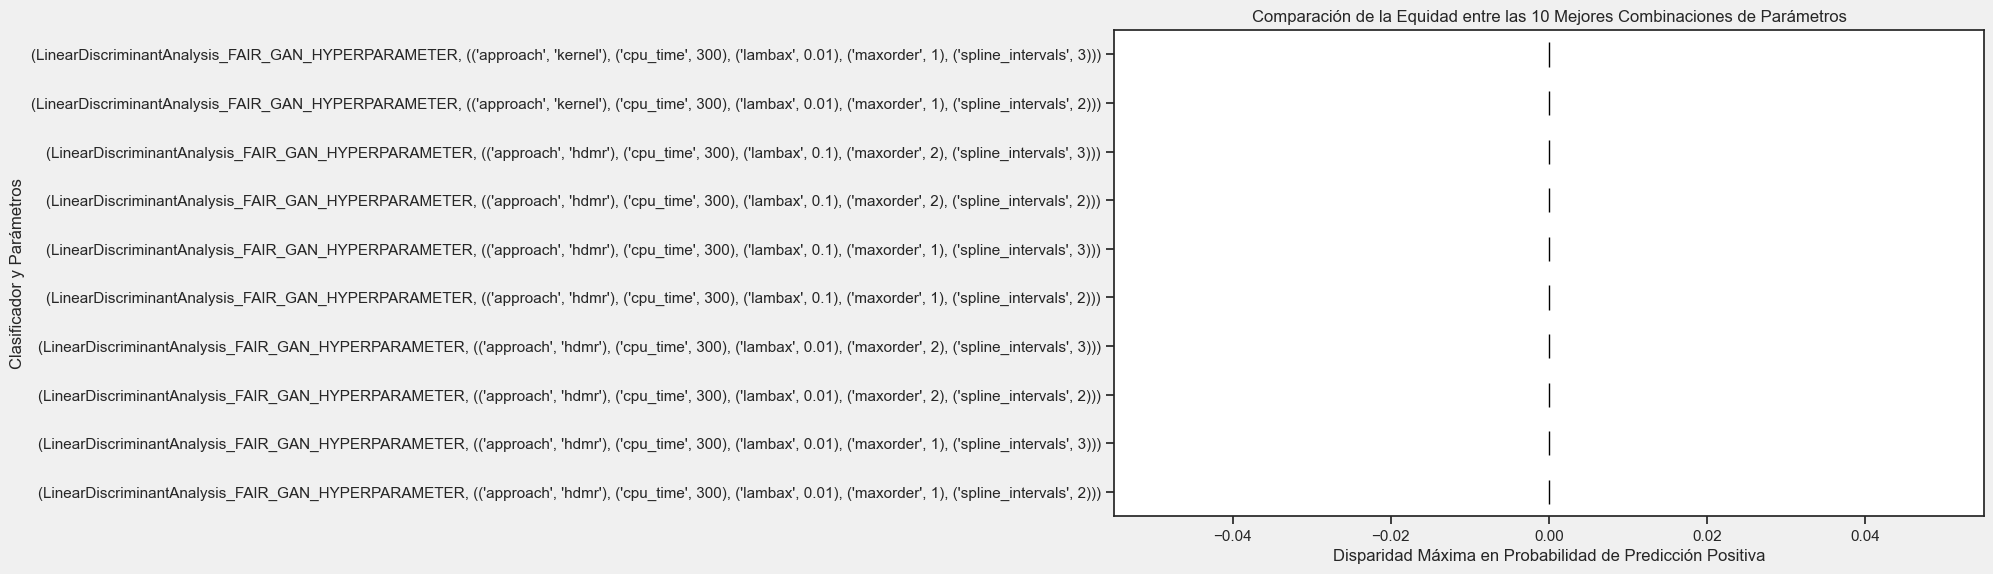 Comparación de la Equidad entre las 10 Mejores Combinaciones de Parámetros
Clasificador y Parámetros
(LinearDiscriminantAnalysis_FAIR_GAN_HYPERPARAMETER, (('approach', 'kernel'), ('cpu_time', 300), ('lambax', 0.01), ('maxorder', 1), ('spline_intervals', 3)))
(LinearDiscriminantAnalysis_FAIR_GAN_HYPERPARAMETER, (('approach', 'kernel'), ('cpu_time', 300), ('lambax', 0.01), ('maxorder', 1), ('spline_intervals', 2)))
(LinearDiscriminantAnalysis_FAIR_GAN_HYPERPARAMETER, (('approach', 'hdmr'), ('cpu_time', 300), ('lambax', 0.1), ('maxorder', 2), ('spline_intervals', 3)))
(LinearDiscriminantAnalysis_FAIR_GAN_HYPERPARAMETER, (('approach', 'hdmr'), ('cpu_time', 300), ('lambax', 0.1), ('maxorder', 2), ('spline_intervals', 2)))
(LinearDiscriminantAnalysis_FAIR_GAN_HYPERPARAMETER, (('approach', 'hdmr'), ('cpu_time', 300), ('lambax', 0.1), ('maxorder', 1), ('spline_intervals', 3)))
(LinearDiscriminantAnalysis_FAIR_GAN_HYPERPARAMETER, (('approach', 'hdmr'), ('cpu_time', 300), ('lambax', 0.1), ('maxorder', 1), ('spline_intervals', 2)))
(LinearDiscriminantAnalysis_FAIR_GAN_HYPERPARAMETER, (('approach', 'hdmr'), ('cpu_time', 300), ('lambax', 0.01), ('maxorder', 2), ('spline_intervals', 3)))
(LinearDiscriminantAnalysis_FAIR_GAN_HYPERPARAMETER, (('approach', 'hdmr'), ('cpu_time', 300), ('lambax', 0.01), ('maxorder', 2), ('spline_intervals', 2)))
(LinearDiscriminantAnalysis_FAIR_GAN_HYPERPARAMETER, (('approach', 'hdmr'), ('cpu_time', 300), ('lambax', 0.01), ('maxorder', 1), ('spline_intervals', 3)))
(LinearDiscriminantAnalysis_FAIR_GAN_HYPERPARAMETER, (('approach', 'hdmr'), ('cpu_time', 300), ('lambax', 0.01), ('maxorder', 1), ('spline_intervals', 2)))
−0.04 −0.02 0.00 0.02 0.04
Disparidad Máxima en Probabilidad de Predicción Positiva